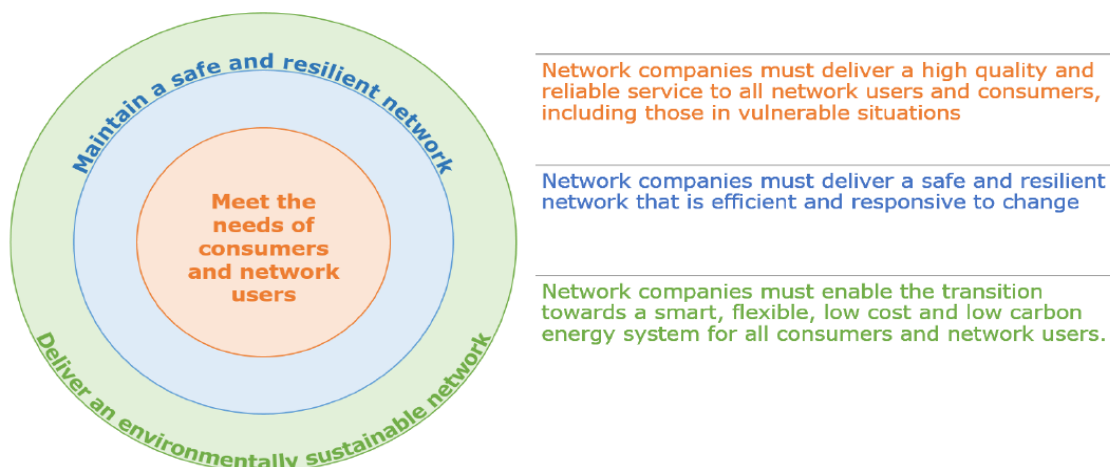 Maintain a safe and resilient network
Meet the
needs of
consumers
and network
users
Deliver an environmentally sustainable network
Network companies must deliver a high quality and
reliable service to all network users and consumers,
including those in vulnerable situations
Network companies must deliver a safe and resilient
network that is efficient and responsive to change
Network companies must enable the transition
towards a smart, flexible, low cost and low carbon
energy system for all consumers and network users.